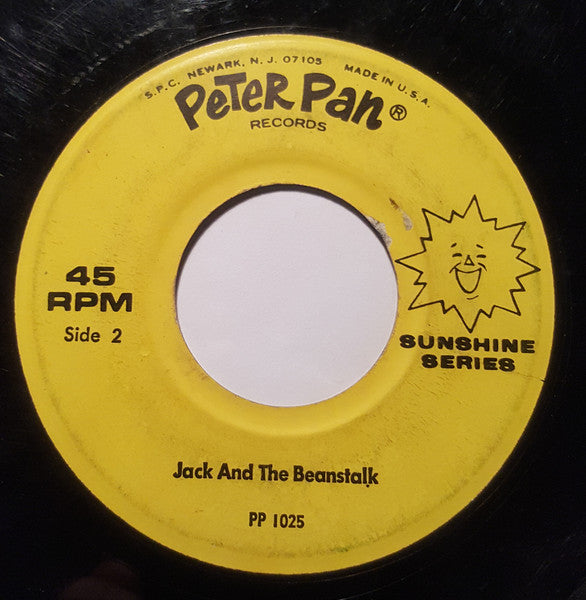 S.P.C. NEWARK, N. J. 07105 MADE IN U.S.A.
PeTeR Pan®
RECORDS
45
RPM
Side 2
SUNSHINE
SERIES
Jack And The Beanstalk
PP 1025